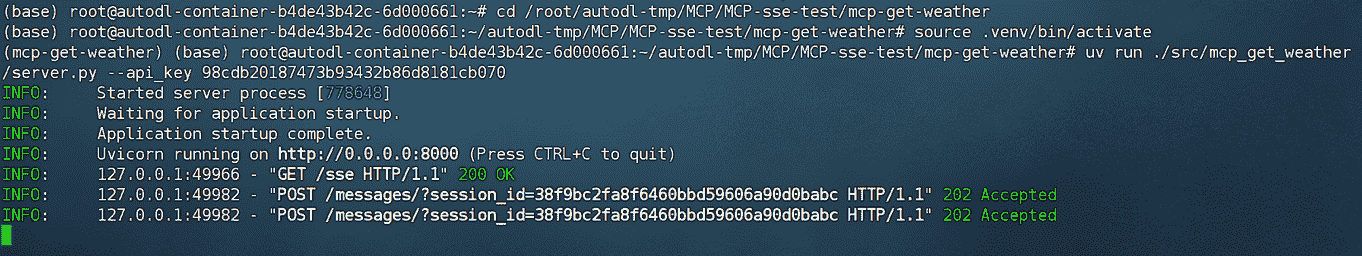 (base) root@autodl-container-b4de43b42c-6d000661:~# cd /root/autodl-tmp/MCP/MCP-sse-test/mcp-get-weather
(base) root@autodl-container-b4de43b42c-6d000661:~/autodl-tmp/MCP/MCP-sse-test/mcp-get-weather# source .venv/bin/activate
(mcp-get-weather) (base) root@autodl-container-b4de43b42c-6d000661:~/autodl-tmp/MCP/MCP-sse-test/mcp-get-weather# uv run ./src/mcp_get_weather
/server.py --api_key 98cdb20187473b93432b86d8181cb070
INFO:     Started server process [778648]
INFO:     Waiting for application startup.
INFO:     Application startup complete.
INFO:     Uvicorn running on http://0.0.0.0:8000 (Press CTRL+C to quit)
INFO:     127.0.0.1:49966 - "GET /sse HTTP/1.1" 200 OK
INFO:     127.0.0.1:49982 - "POST /messages/?session_id=38f9bc2fa8f6460bbd59606a90d0babc HTTP/1.1" 202 Accepted
INFO:     127.0.0.1:49982 - "POST /messages/?session_id=38f9bc2fa8f6460bbd59606a90d0babc HTTP/1.1" 202 Accepted